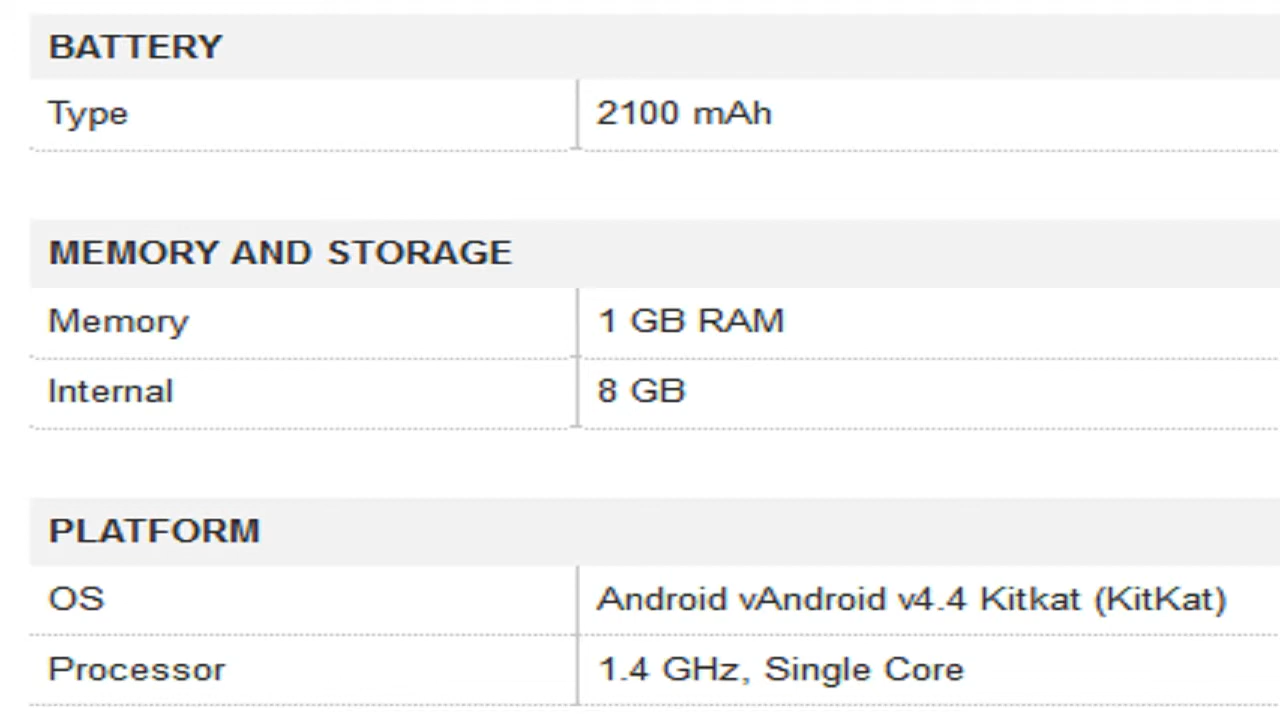 BATTERY
Type 2100 mAh
MEMORY AND STORAGE
Memory 1 GB RAM
Internal 8 GB
PLATFORM
OS Android vAndroid v4.4 Kitkat (KitKat)
Processor 1.4 GHz, Single Core